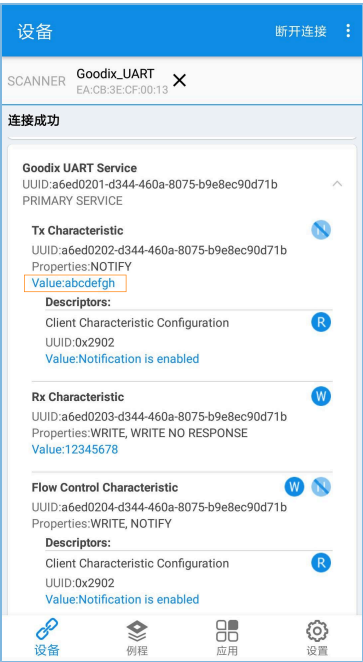 设备
断开连接
SCANNER
Goodix_UART
EA:CB:3E:CF:00:13
连接成功
Goodix UART Service
UUID:a6ed0201-d344-460a-8075-b9e8ec90d71b
PRIMARY SERVICE
Tx Characteristic
N
UUID:a6ed0202-d344-460a-8075-b9e8ec90d71b
Properties:NOTIFY
Value:abcdefgh
Descriptors:
Client Characteristic Configuration
R
UUID:0x2902
Value:Notification is enabled
Rx Characteristic
W
UUID:a6ed0203-d344-460a-8075-b9e8ec90d71b
Properties:WRITE, WRITE NO RESPONSE
Value:12345678
Flow Control Characteristic
W N
UUID:a6ed0204-d344-460a-8075-b9e8ec90d71b
Properties:WRITE, NOTIFY
Descriptors:
Client Characteristic Configuration
R
UUID:0x2902
Value:Notification is enabled
设备
例程
应用
设置